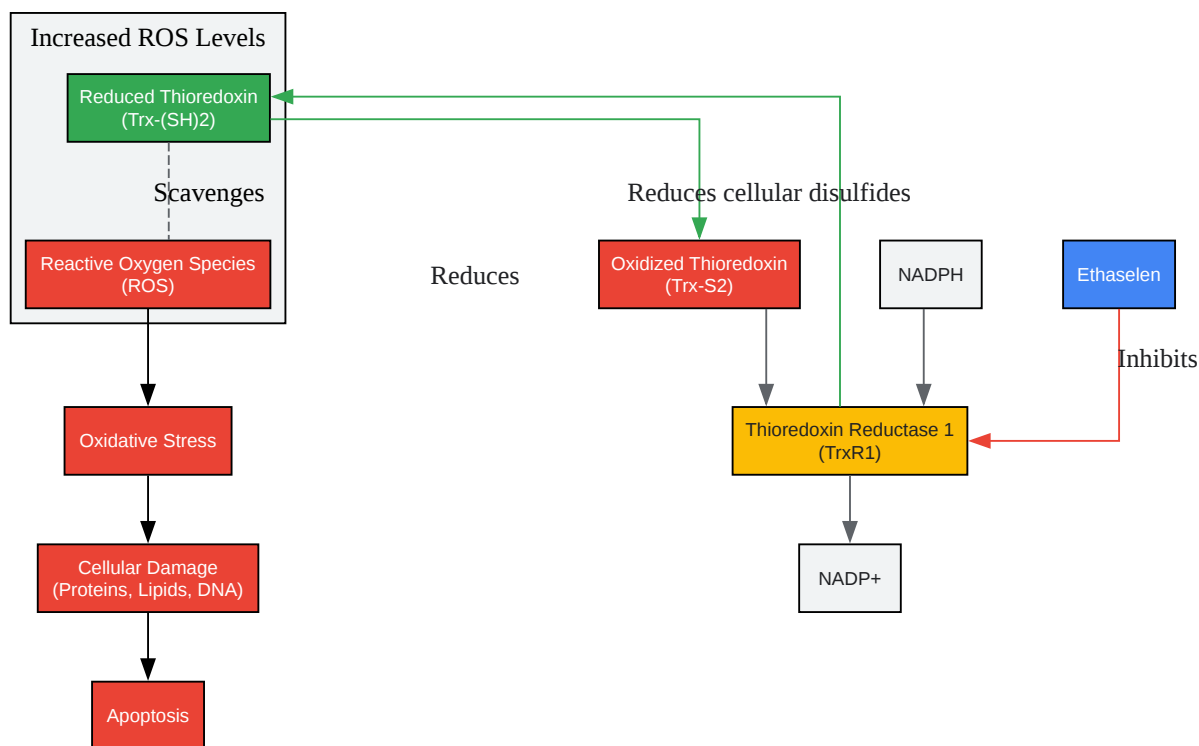 Increased ROS Levels
Reduced Thioredoxin
(Trx-(SH)2)
Scavenges
Reduces cellular disulfides
Reactive Oxygen Species
(ROS)
Reduces
Oxidized Thioredoxin
(Trx-S2)
NADPH
Ethaselen
Inhibits
Oxidative Stress
Thioredoxin Reductase 1
(TrxR1)
Cellular Damage
(Proteins, Lipids, DNA)
NADP+
Apoptosis